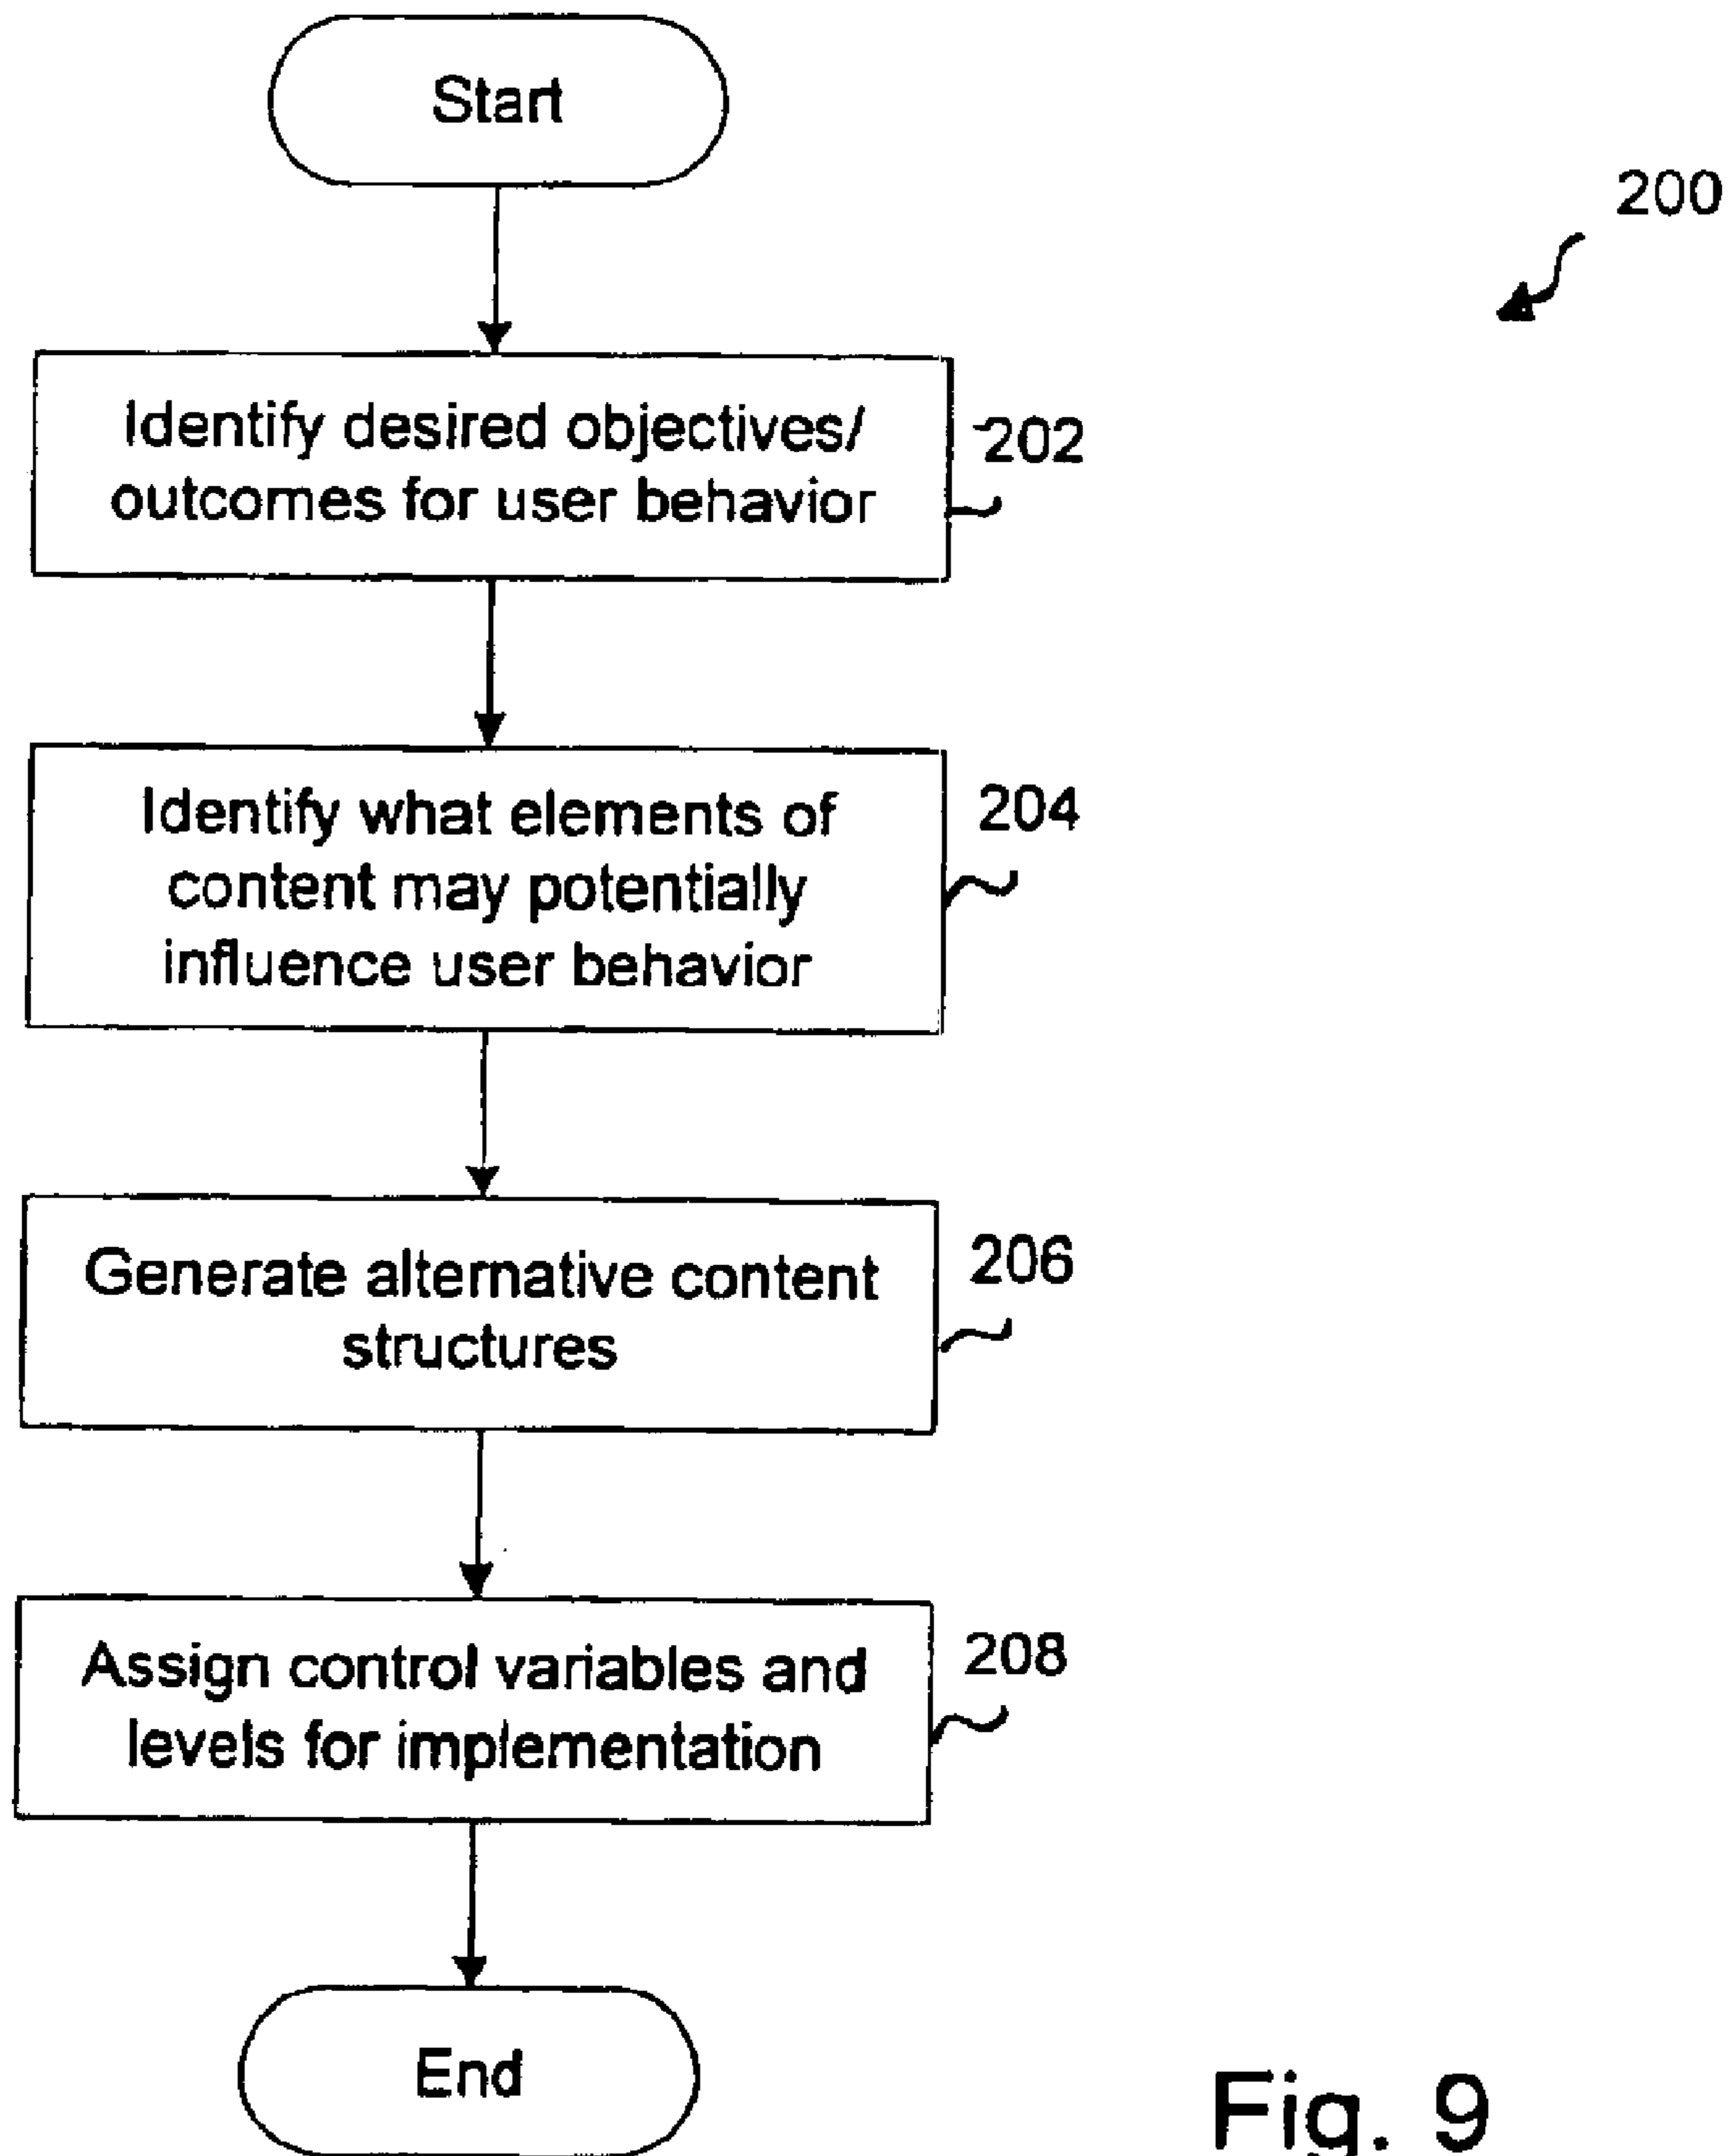 Start
200
Identify desired objectives/
outcomes for user behavior
202
Identify what elements of
content may potentially
influence user behavior
204
Generate alternative content
structures
206
Assign control variables and
levels for implementation
208
End
Fig. 9